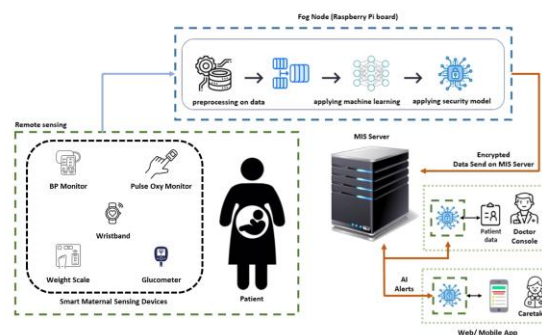 Fog Node (Raspberry Pi board)
preprocessing on data
applying machine learning
applying security model
Remote sensing
BP Monitor
Pulse Oxy Monitor
Wristband
Weight Scale
Glucometer
Smart Maternal Sensing Devices
Patient
MIS Server
Encrypted
Data Send on MIS Server
Patient
data
Doctor
Console
AI
Alerts
Caretak
Web/ Mobile App